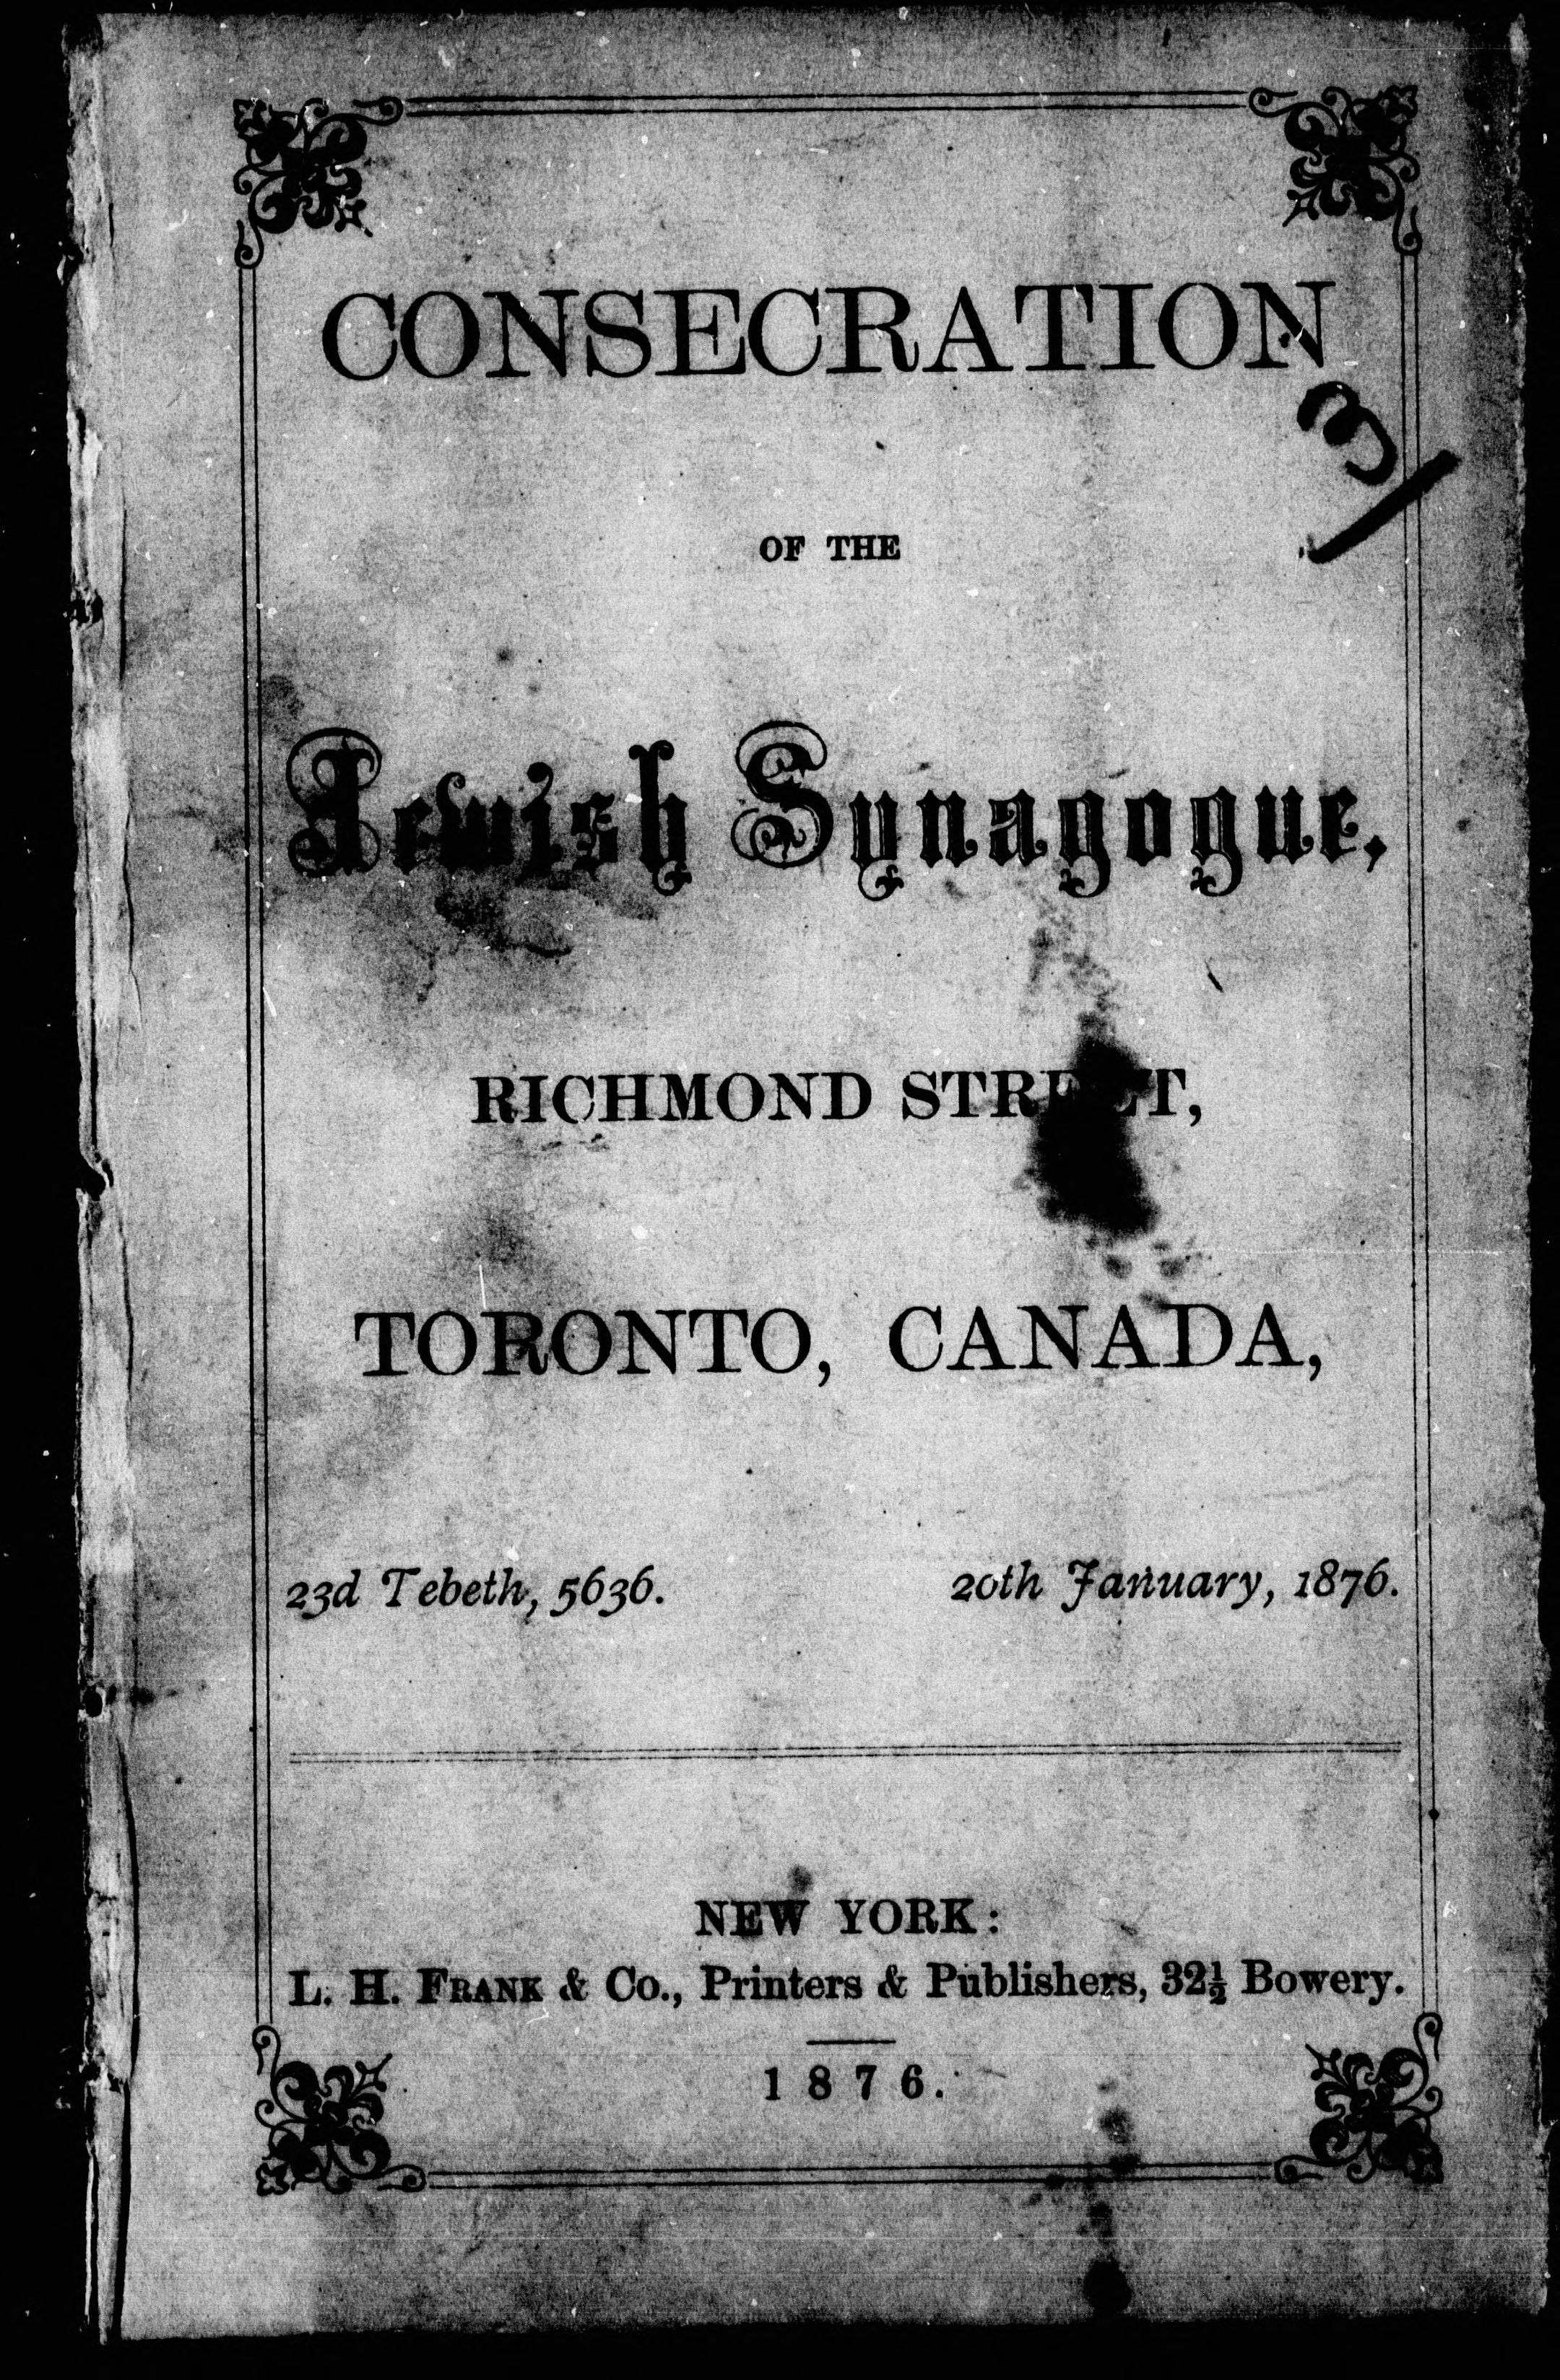 CONSECRATION
OF THE
Jewish Synagogue,
RICHMOND STREET,
TORONTO, CANADA,
23d Tebeth, 5636. 20th January, 1876.
NEW YORK:
L. H. FRANK & Co., Printers & Publishers, 32½ Bowery.
1876.